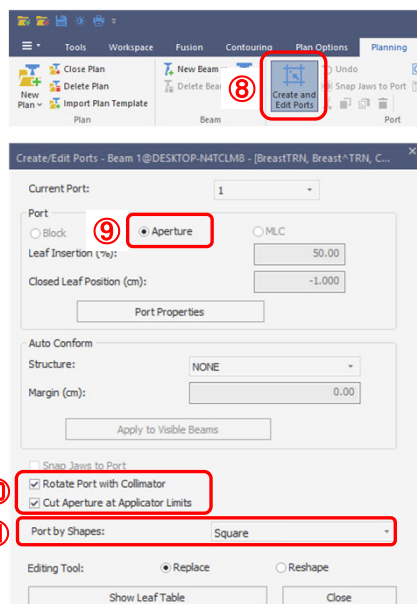 Tools Workspace Fusion Contouring Plan Options Planning
New Plan
Close Plan
Delete Plan
Import Plan Template
Plan
New Beam
Delete Bea
Beam
⑧
Create and Edit Ports
Undo
Snap Jaws to Port
Port
Create/Edit Ports - Beam 1@DESKTOP-N4TCLM8 - [BreastTRN, Breast^TRN, C...
Current Port: 1
Port
Block ⑨ Aperture MLC
Leaf Insertion (%): 50.00
Closed Leaf Position (cm): -1.000
Port Properties
Auto Conform
Structure: NONE
Margin (cm): 0.00
Apply to Visible Beams
Snap Jaws to Port
Rotate Port with Collimator
Cut Aperture at Applicator Limits
Port by Shapes: Square
Editing Tool: Replace Reshape
Show Leaf Table Close